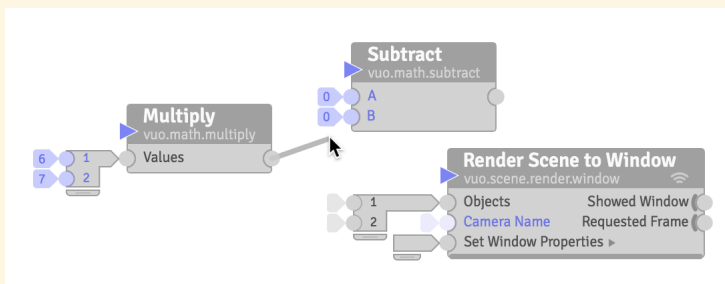 Subtract
vuo.math.subtract
0 A
0 B
Multiply
vuo.math.multiply
6 1 Values
7 2
Render Scene to Window
vuo.scene.render.window
1 Objects Showed Window
2 Camera Name Requested Frame
Set Window Properties ▸